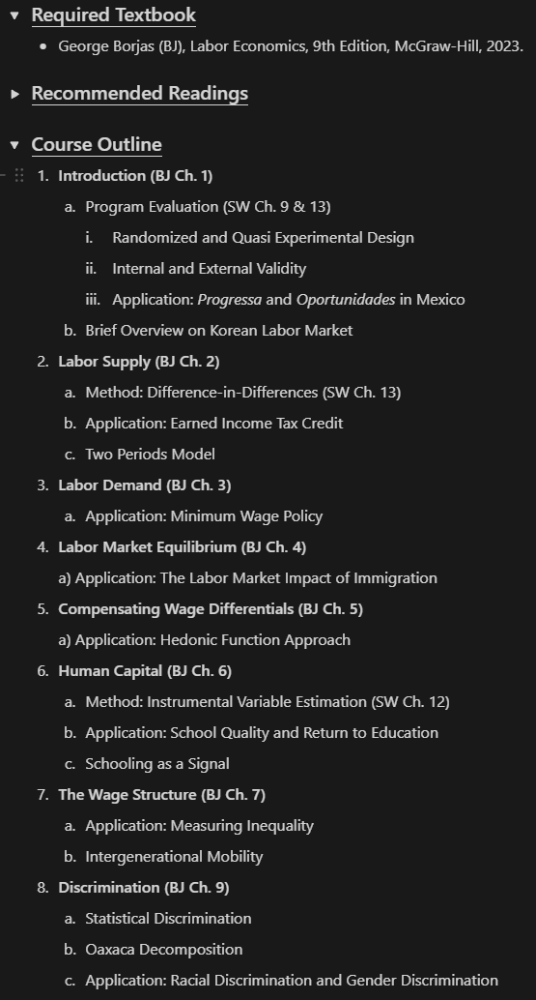 Required Textbook
• George Borjas (BJ), Labor Economics, 9th Edition, McGraw-Hill, 2023.
Recommended Readings
Course Outline
1. Introduction (BJ Ch. 1)
a. Program Evaluation (SW Ch. 9 & 13)
i. Randomized and Quasi Experimental Design
ii. Internal and External Validity
iii. Application: Progressa and Oportunidades in Mexico
b. Brief Overview on Korean Labor Market
2. Labor Supply (BJ Ch. 2)
a. Method: Difference-in-Differences (SW Ch. 13)
b. Application: Earned Income Tax Credit
c. Two Periods Model
3. Labor Demand (BJ Ch. 3)
a. Application: Minimum Wage Policy
4. Labor Market Equilibrium (BJ Ch. 4)
a) Application: The Labor Market Impact of Immigration
5. Compensating Wage Differentials (BJ Ch. 5)
a) Application: Hedonic Function Approach
6. Human Capital (BJ Ch. 6)
a. Method: Instrumental Variable Estimation (SW Ch. 12)
b. Application: School Quality and Return to Education
c. Schooling as a Signal
7. The Wage Structure (BJ Ch. 7)
a. Application: Measuring Inequality
b. Intergenerational Mobility
8. Discrimination (BJ Ch. 9)
a. Statistical Discrimination
b. Oaxaca Decomposition
c. Application: Racial Discrimination and Gender Discrimination